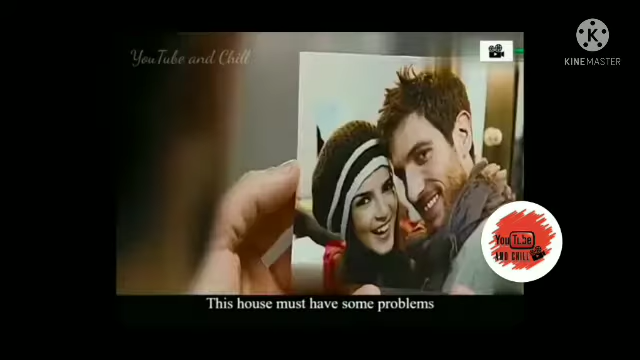 YouTube and Chill
KINEMASTER
YouTube
AND CHILL
This house must have some problems